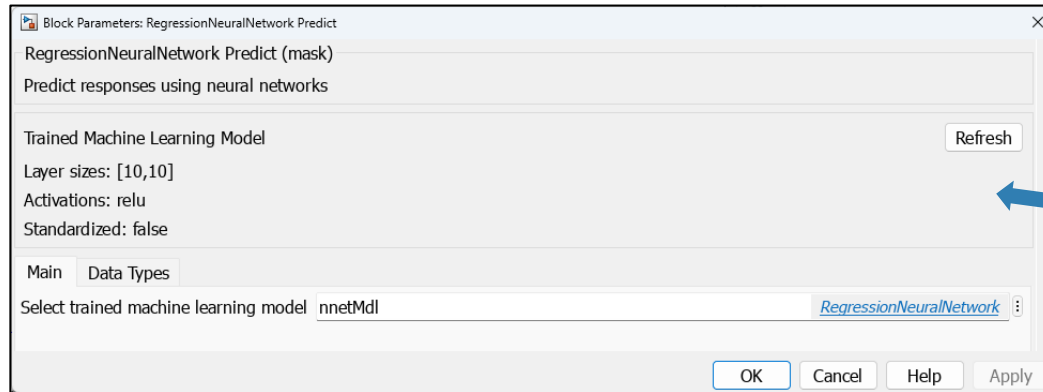 Block Parameters: RegressionNeuralNetwork Predict
RegressionNeuralNetwork Predict (mask)
Predict responses using neural networks
Trained Machine Learning Model Refresh
Layer sizes: [10,10]
Activations: relu
Standardized: false
Main Data Types
Select trained machine learning model nnetMdl RegressionNeuralNetwork
OK Cancel Help Apply